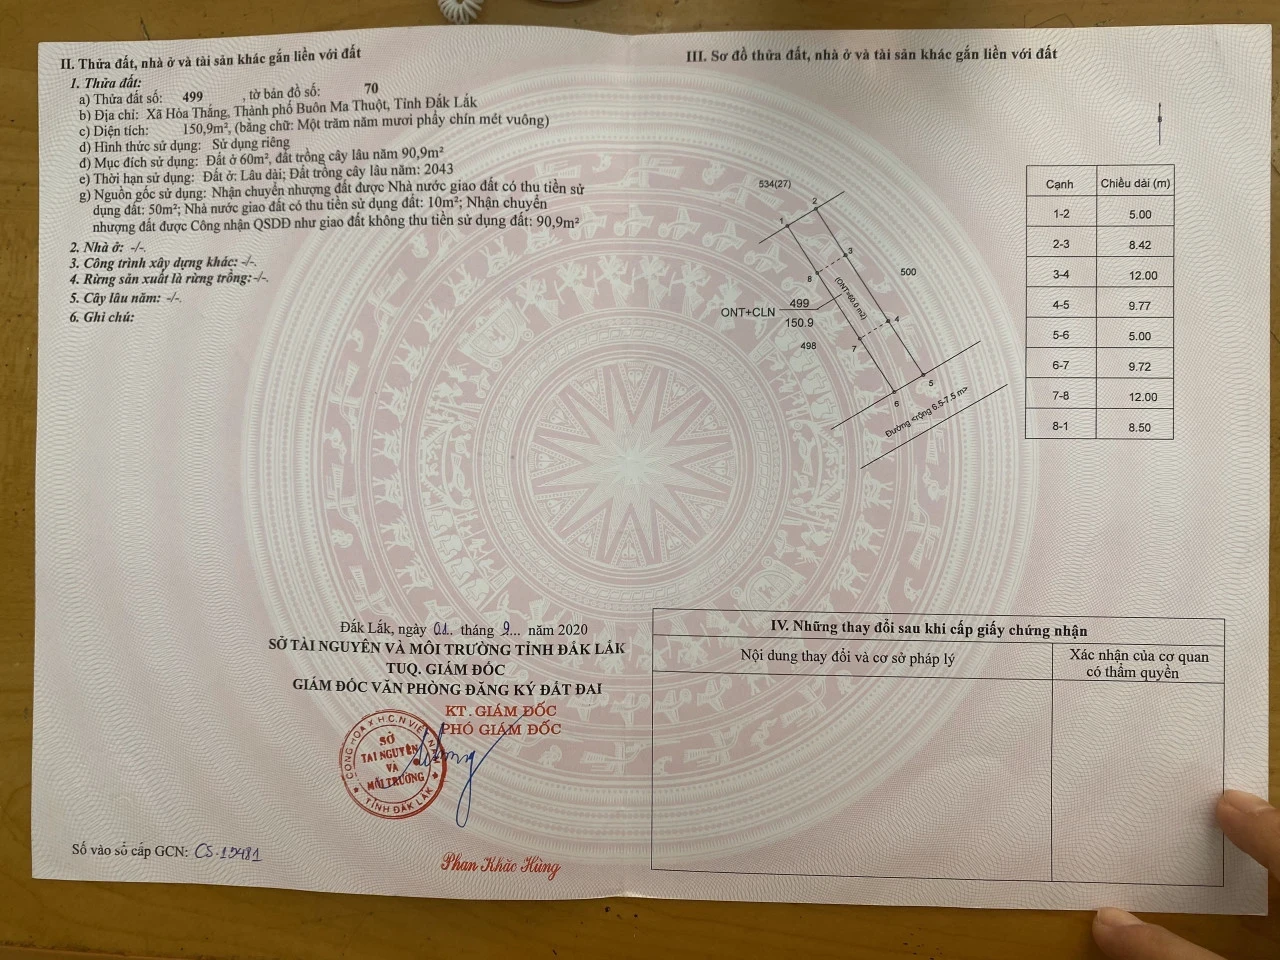 II. Thửa đất, nhà ở và tài sản khác gắn liền với đất
1. Thửa đất:
a) Thửa đất số: 499 , tờ bản đồ số: 70
b) Địa chỉ: Xã Hòa Thắng, Thành phố Buôn Ma Thuột, Tỉnh Đắk Lắk
c) Diện tích: 150,9m², (bằng chữ: Một trăm năm mươi phẩy chín mét vuông)
d) Hình thức sử dụng: Sử dụng riêng
đ) Mục đích sử dụng: Đất ở 60m², đất trồng cây lâu năm 90,9m²
e) Thời hạn sử dụng: Đất ở: Lâu dài; Đất trồng cây lâu năm: 2043
g) Nguồn gốc sử dụng: Nhận chuyển nhượng đất được Nhà nước giao đất có thu tiền sử
dụng đất: 50m²; Nhà nước giao đất có thu tiền sử dụng đất: 10m²; Nhận chuyển
nhượng đất được Công nhận QSDĐ như giao đất không thu tiền sử dụng đất: 90,9m²
2. Nhà ở: -/-.
3. Công trình xây dựng khác: -/-.
4. Rừng sản xuất là rừng trồng:-/-.
5. Cây lâu năm: -/-.
6. Ghi chú:
Đắk Lắk, ngày 01.. tháng 9... năm 2020
SỞ TÀI NGUYÊN VÀ MÔI TRƯỜNG TỈNH ĐẮK LẮK
TUQ. GIÁM ĐỐC
GIÁM ĐỐC VĂN PHÒNG ĐĂNG KÝ ĐẤT ĐAI
KT. GIÁM ĐỐC
PHÓ GIÁM ĐỐC
CỘNG HÒA X.H.C.N VIỆT NAM
SỞ
TÀI NGUYÊN
VÀ
MÔI TRƯỜNG
TỈNH ĐẮK LẮK
Số vào sổ cấp GCN: CS.15481
Phan Khắc Hùng
III. Sơ đồ thửa đất, nhà ở và tài sản khác gắn liền với đất
534(27)
1
2
3
8
500
(ONT=60.0 m2)
ONT+CLN
499
150.9
498
4
7
5
6
Đường <rộng 6.5-7.5 m>
Cạnh Chiều dài (m)
1-2 5.00
2-3 8.42
3-4 12.00
4-5 9.77
5-6 5.00
6-7 9.72
7-8 12.00
8-1 8.50
IV. Những thay đổi sau khi cấp giấy chứng nhận
Nội dung thay đổi và cơ sở pháp lý
Xác nhận của cơ quan
có thẩm quyền